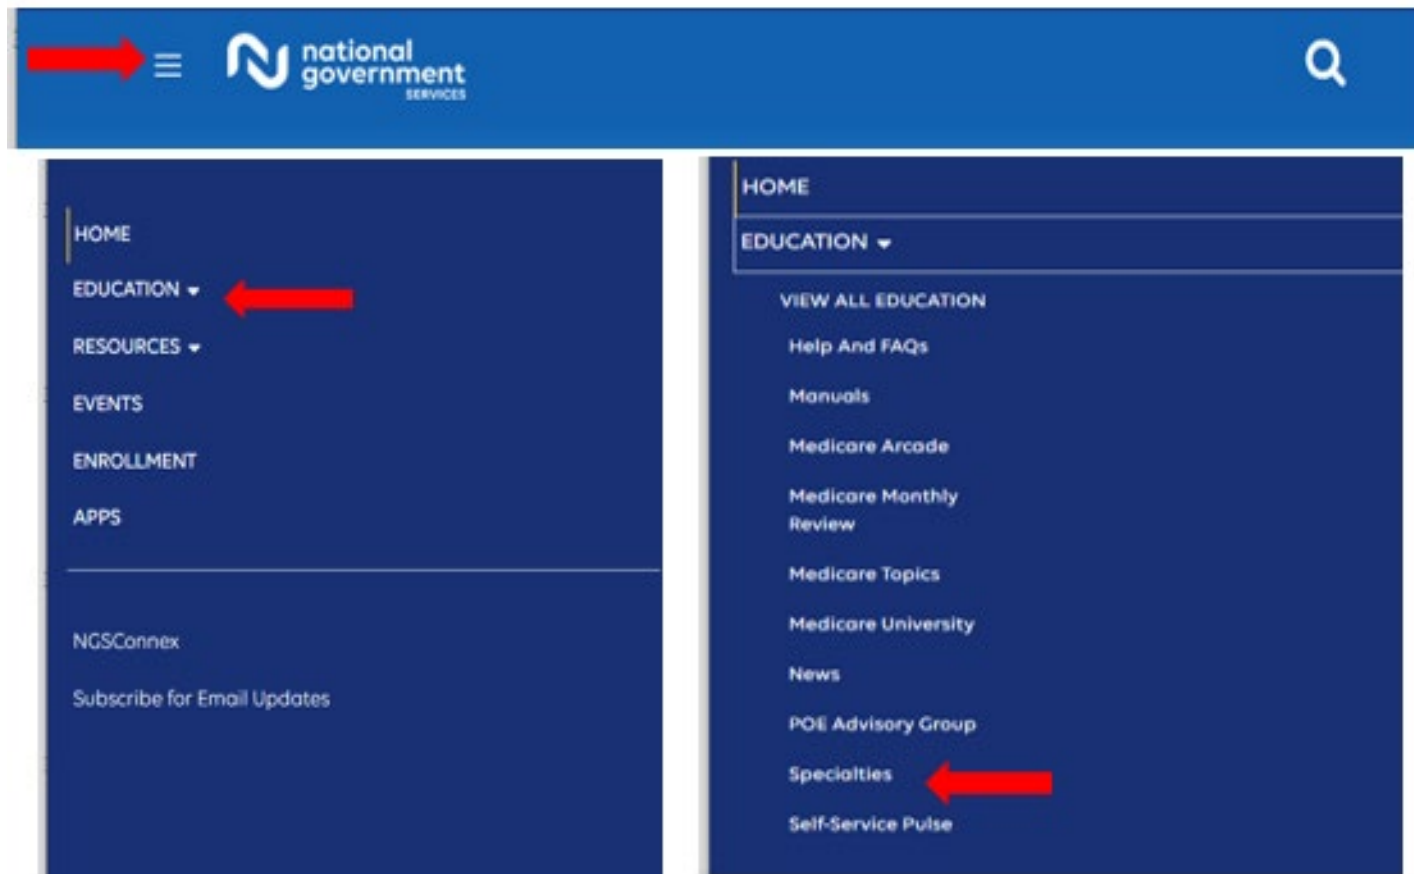 national
government
SERVICES
HOME
EDUCATION
RESOURCES
EVENTS
ENROLLMENT
APPS
NGSConnex
Subscribe for Email Updates
HOME
EDUCATION
VIEW ALL EDUCATION
Help And FAQs
Manuals
Medicare Arcade
Medicare Monthly
Review
Medicare Topics
Medicare University
News
POE Advisory Group
Specialties
Self-Service Pulse